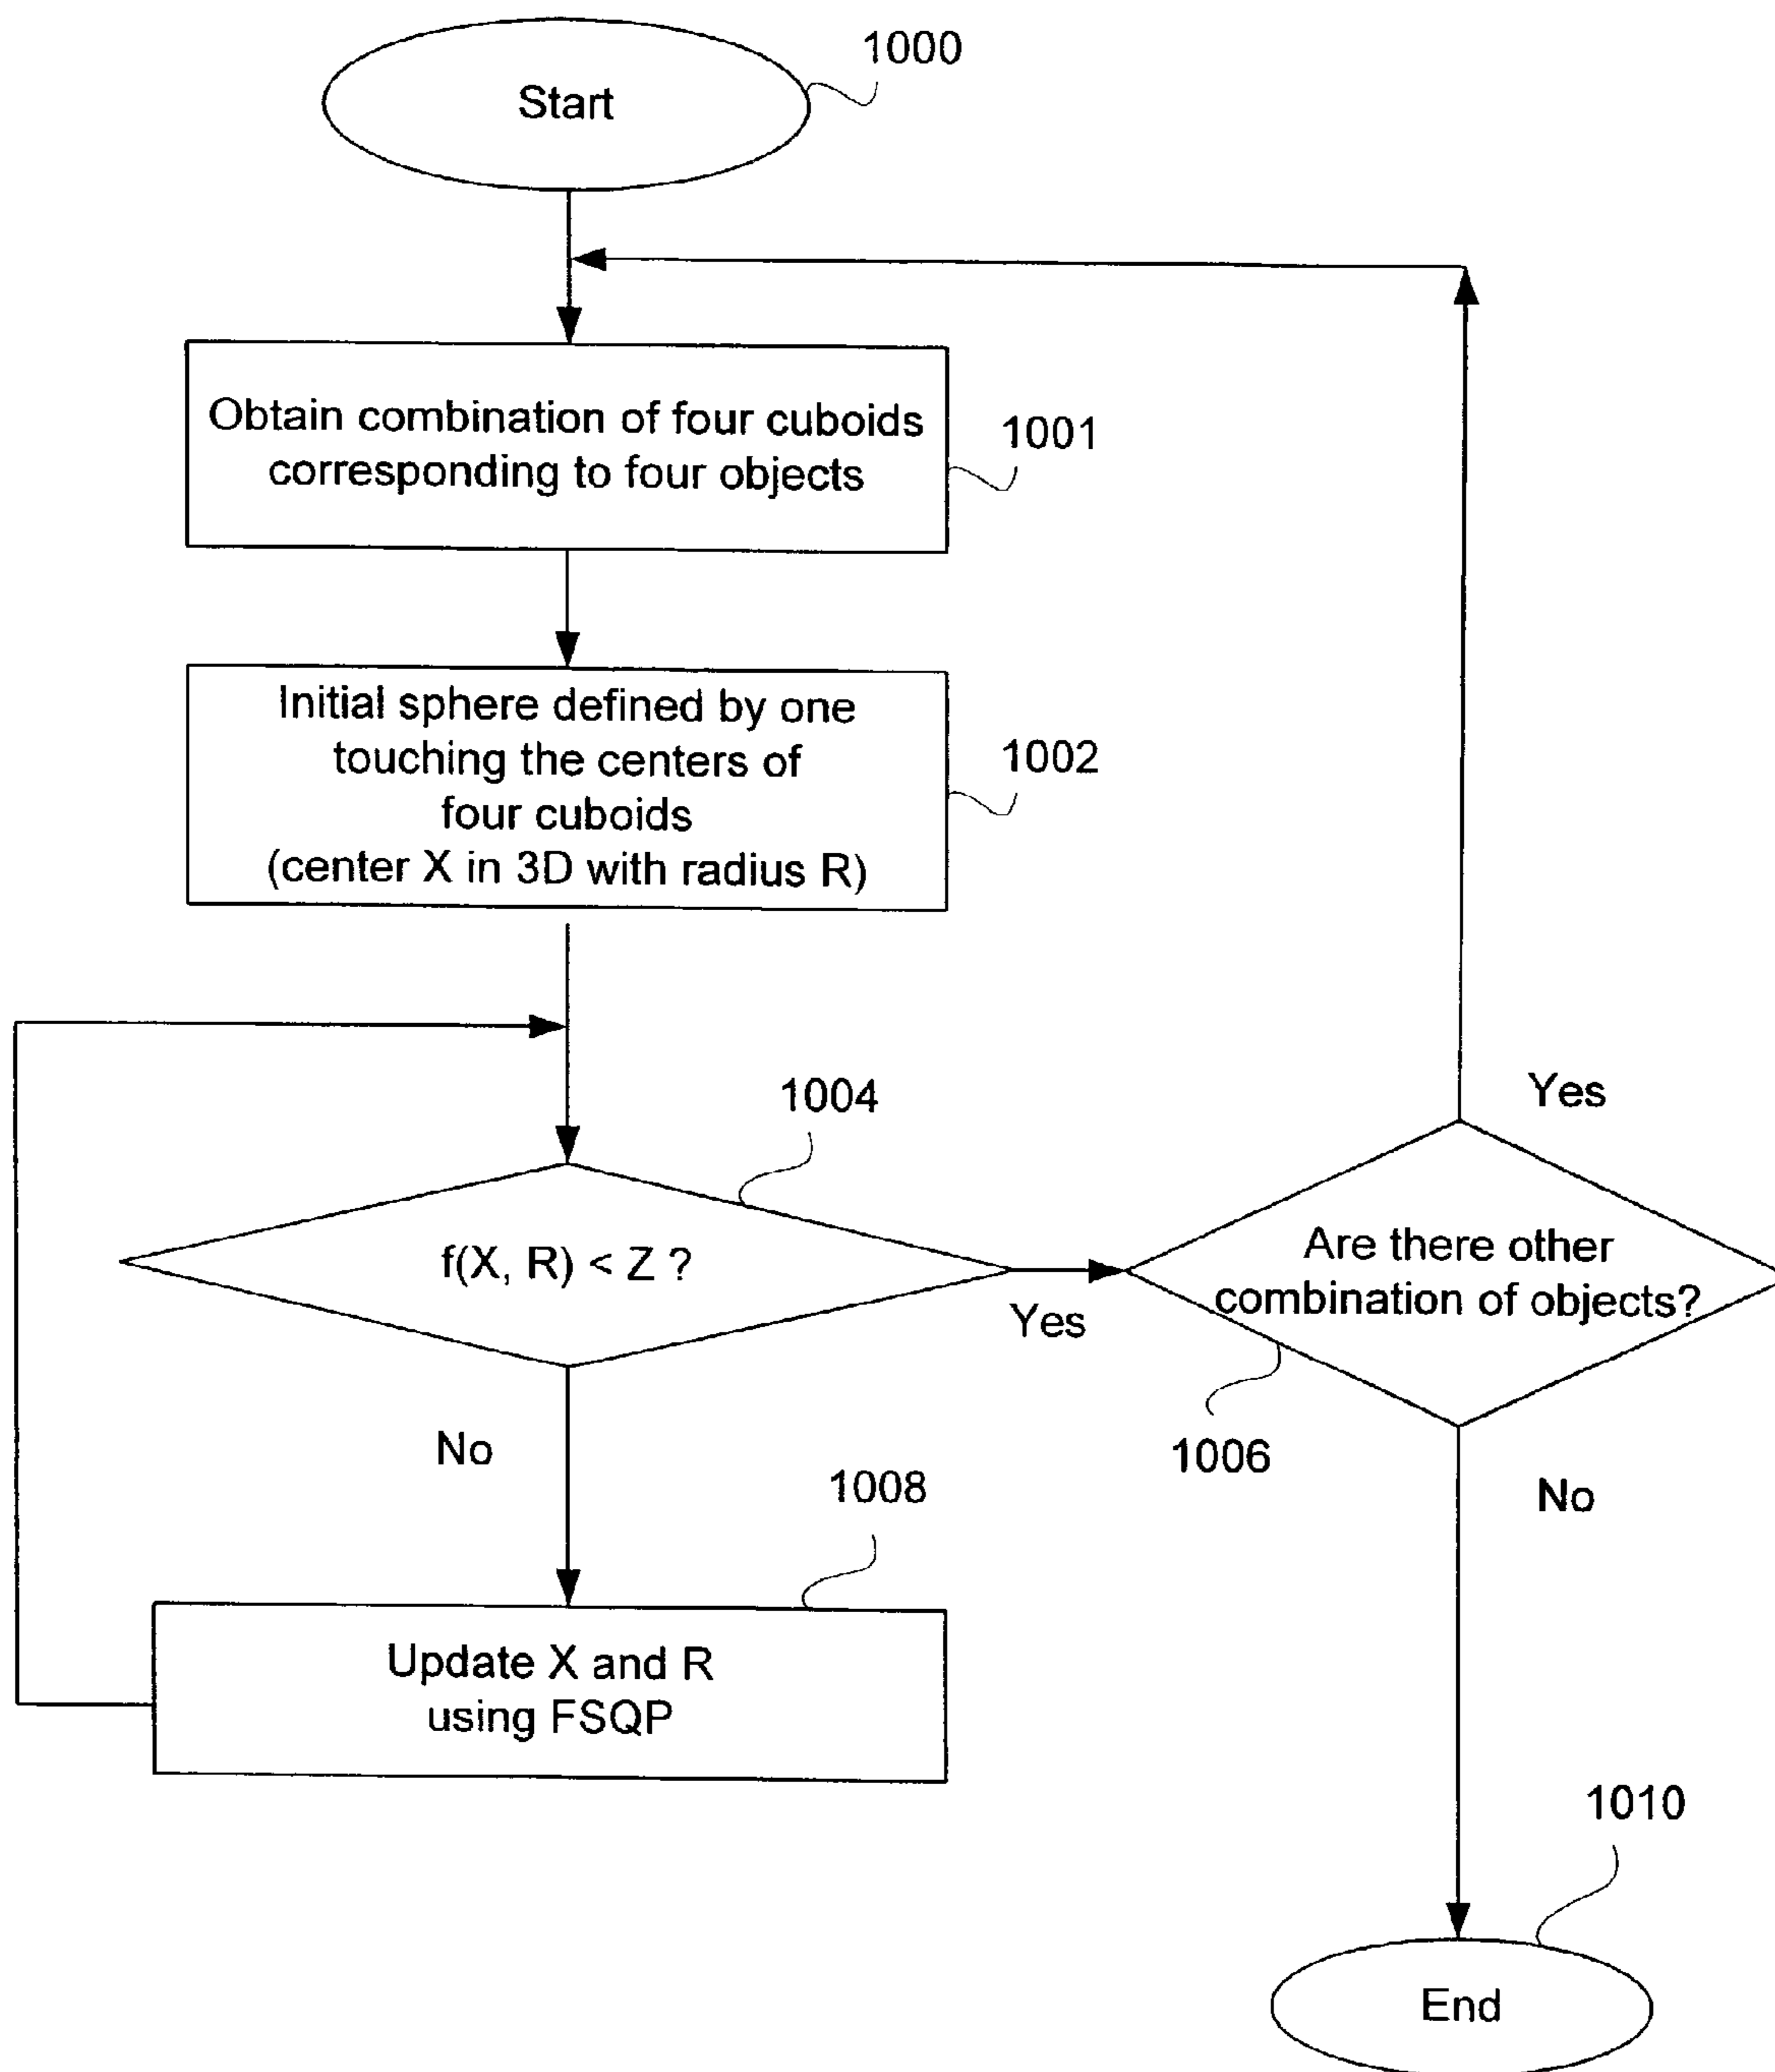 1000
Start
Obtain combination of four cuboids
corresponding to four objects
1001
Initial sphere defined by one
touching the centers of
four cuboids
(center X in 3D with radius R)
1002
1004
f(X, R) < Z ?
Yes
No
Yes
Are there other
combination of objects?
1006
No
1008
Update X and R
using FSQP
1010
End